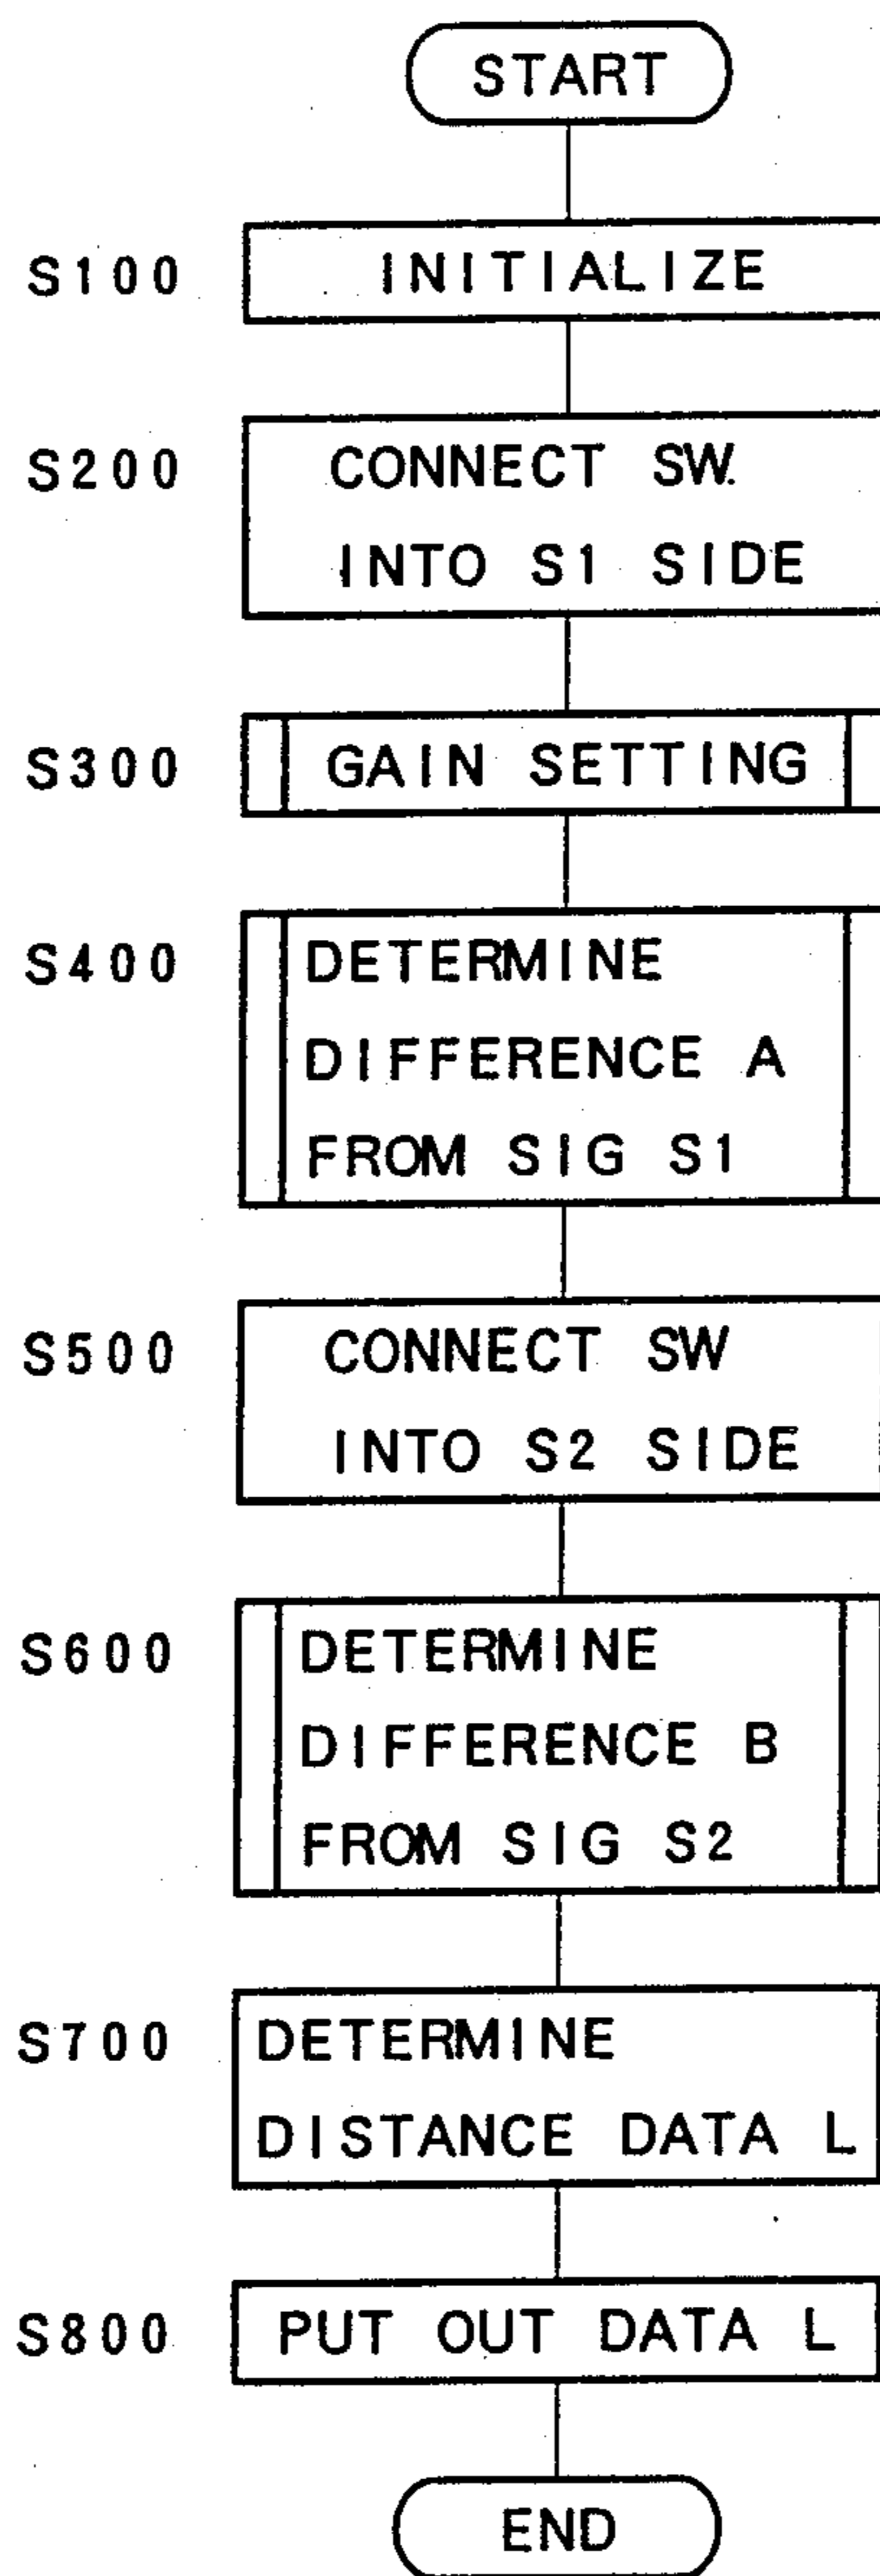 START
S100 INITIALIZE
S200 CONNECT SW.
INTO S1 SIDE
S300 GAIN SETTING
S400 DETERMINE
DIFFERENCE A
FROM SIG S1
S500 CONNECT SW
INTO S2 SIDE
S600 DETERMINE
DIFFERENCE B
FROM SIG S2
S700 DETERMINE
DISTANCE DATA L
S800 PUT OUT DATA L
END